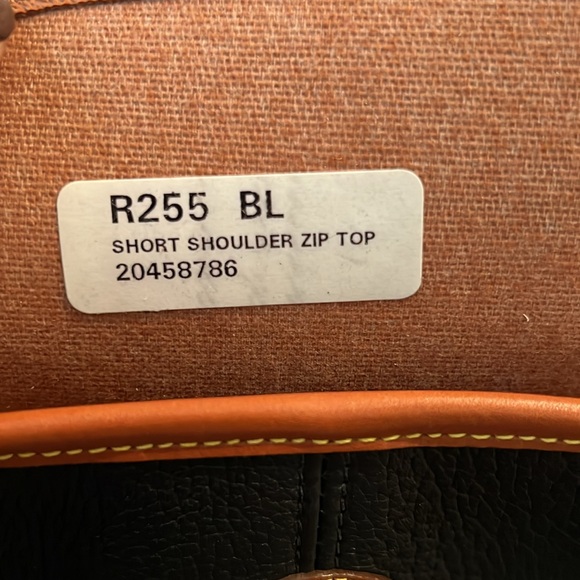 R255 BL
SHORT SHOULDER ZIP TOP
20458786